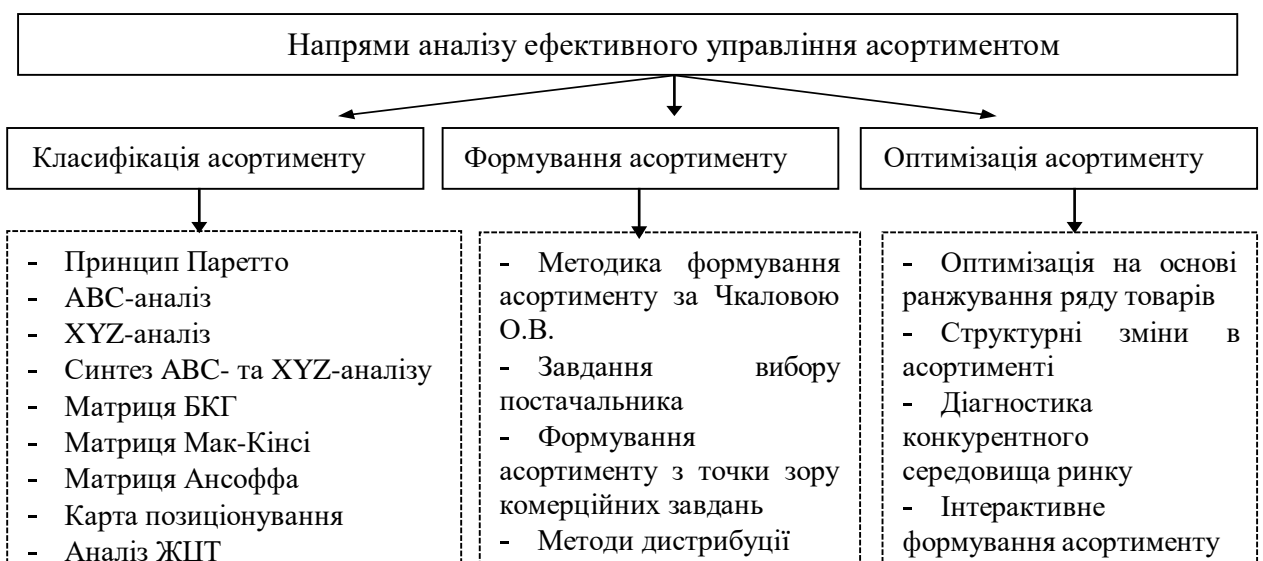 Напрями аналізу ефективного управління асортиментом
Класифікація асортименту
Формування асортименту
Оптимізація асортименту
- Принцип Паретто
- АВС-аналіз
- XYZ-аналіз
- Синтез АВС- та XYZ-аналізу
- Матриця БКГ
- Матриця Мак-Кінсі
- Матриця Ансоффа
- Карта позиціонування
- Аналіз ЖЦТ
- Методика формування
асортименту за Чкаловою
О.В.
- Завдання вибору
постачальника
- Формування
асортименту з точки зору
комерційних завдань
- Методи дистрибуції
- Оптимізація на основі
ранжування ряду товарів
- Структурні зміни в
асортименті
- Діагностика
конкурентного
середовища ринку
- Інтерактивне
формування асортименту